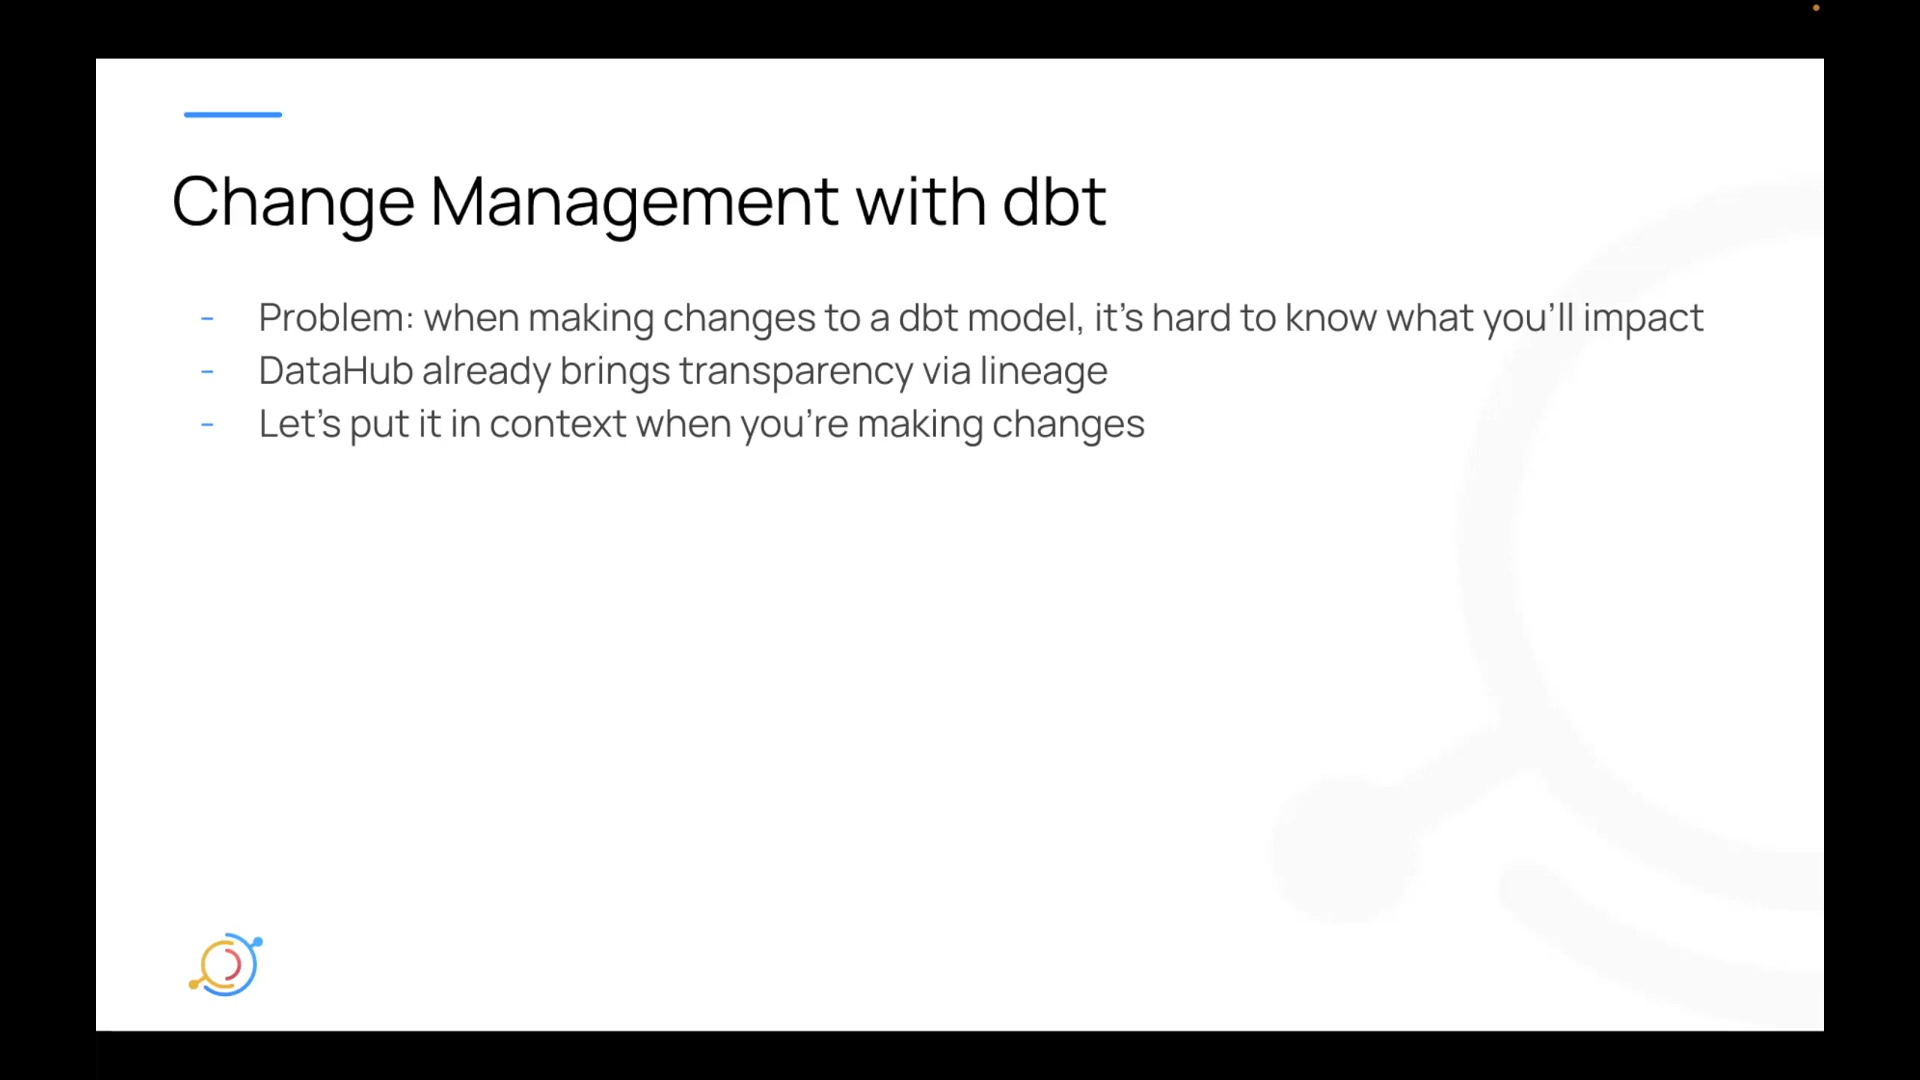 Change Management with dbt
- Problem: when making changes to a dbt model, it’s hard to know what you’ll impact
- DataHub already brings transparency via lineage
- Let’s put it in context when you’re making changes